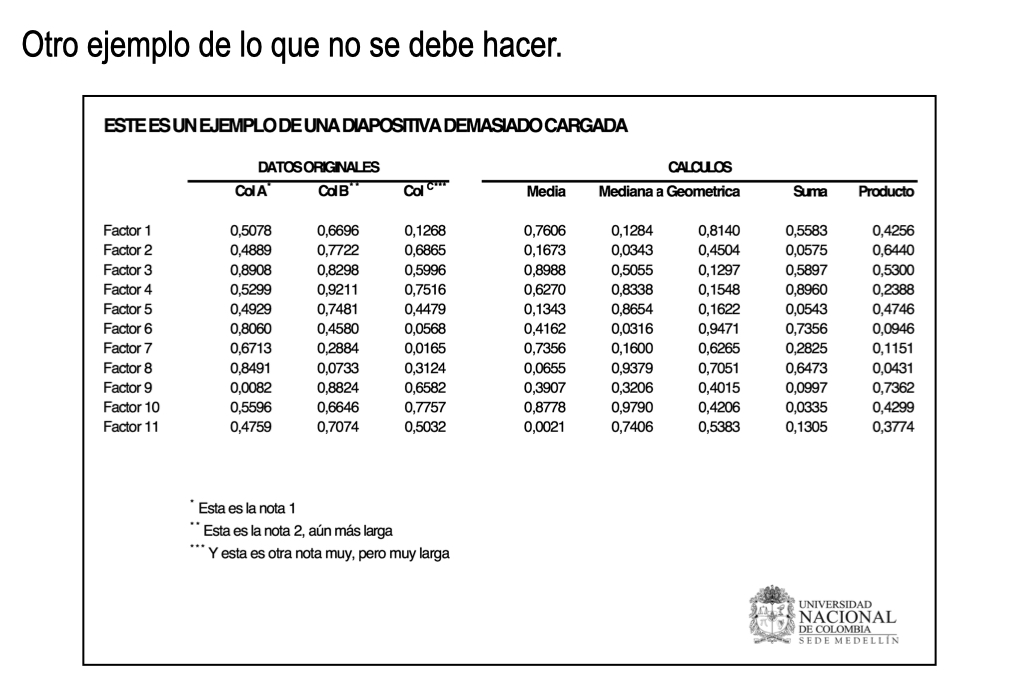 Otro ejemplo de lo que no se debe hacer.
ESTE ES UN EJEMPLO DE UNA DIAPOSITIVA DEMASIADO CARGADA
DATOS ORIGINALES CALCULOS
Col A* Col B** Col C*** Media Mediana a Geometrica Suma Producto
Factor 1 0,5078 0,6696 0,1268 0,7606 0,1284 0,8140 0,5583 0,4256
Factor 2 0,4889 0,7722 0,6865 0,1673 0,0343 0,4504 0,0575 0,6440
Factor 3 0,8908 0,8298 0,5996 0,8988 0,5055 0,1297 0,5897 0,5300
Factor 4 0,5299 0,9211 0,7516 0,6270 0,8338 0,1548 0,8960 0,2388
Factor 5 0,4929 0,7481 0,4479 0,1343 0,8654 0,1622 0,0543 0,4746
Factor 6 0,8060 0,4580 0,0568 0,4162 0,0316 0,9471 0,7356 0,0946
Factor 7 0,6713 0,2884 0,0165 0,7356 0,1600 0,6265 0,2825 0,1151
Factor 8 0,8491 0,0733 0,3124 0,0655 0,9379 0,7051 0,6473 0,0431
Factor 9 0,0082 0,8824 0,6582 0,3907 0,3206 0,4015 0,0997 0,7362
Factor 10 0,5596 0,6646 0,7757 0,8778 0,9790 0,4206 0,0335 0,4299
Factor 11 0,4759 0,7074 0,5032 0,0021 0,7406 0,5383 0,1305 0,3774
* Esta es la nota 1
** Esta es la nota 2, aún más larga
*** Y esta es otra nota muy, pero muy larga
UNIVERSIDAD
NACIONAL
DE COLOMBIA
SEDE MEDELLÍN